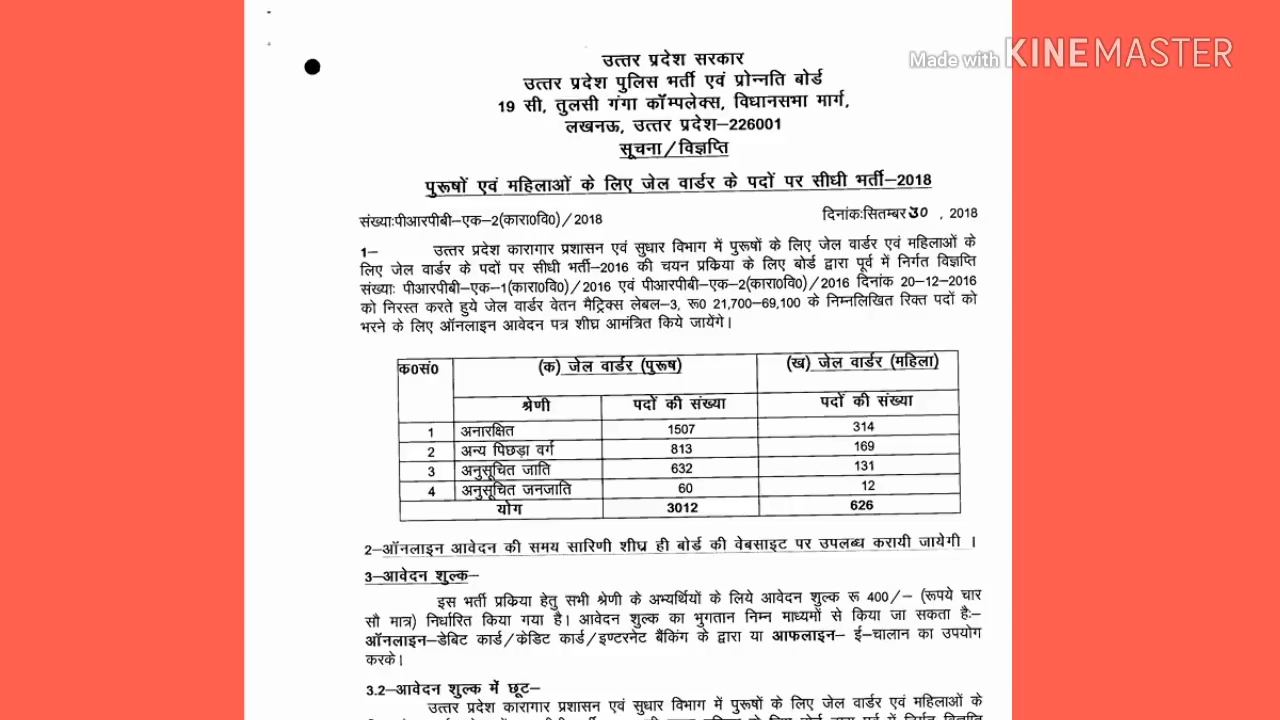 Made with KINEMASTER
उत्तर प्रदेश सरकार
उत्तर प्रदेश पुलिस भर्ती एवं प्रोन्नति बोर्ड
19 सी, तुलसी गंगा कॉम्पलेक्स, विधानसभा मार्ग,
लखनऊ, उत्तर प्रदेश–226001
सूचना/विज्ञप्ति
पुरूषों एवं महिलाओं के लिए जेल वार्डर के पदों पर सीधी भर्ती–2018
संख्याःपीआरपीबी–एक–2(कारा0वि0)/2018 दिनांकःसितम्बर 30 , 2018
1– उत्तर प्रदेश कारागार प्रशासन एवं सुधार विभाग में पुरूषों के लिए जेल वार्डर एवं महिलाओं के
लिए जेल वार्डर के पदों पर सीधी भर्ती–2016 की चयन प्रकिया के लिए बोर्ड द्वारा पूर्व में निर्गत विज्ञप्ति
संख्याः पीआरपीबी–एक–1(कारा0वि0)/2016 एवं पीआरपीबी–एक–2(कारा0वि0)/2016 दिनांक 20–12–2016
को निरस्त करते हुये जेल वार्डर वेतन मैट्रिक्स लेबल–3, रू0 21,700–69,100 के निम्नलिखित रिक्त पदों को
भरने के लिए ऑनलाइन आवेदन पत्र शीघ्र आमंत्रित किये जायेंगे।
क0सं0 (क) जेल वार्डर (पुरूष) (ख) जेल वार्डर (महिला)
श्रेणी पदों की संख्या पदों की संख्या
1 अनारक्षित 1507 314
2 अन्य पिछड़ा वर्ग 813 169
3 अनुसूचित जाति 632 131
4 अनुसूचित जनजाति 60 12
योग 3012 626
2–ऑनलाइन आवेदन की समय सारिणी शीघ्र ही बोर्ड की वेबसाइट पर उपलब्ध करायी जायेगी ।
3–आवेदन शुल्क–
इस भर्ती प्रकिया हेतु सभी श्रेणी के अभ्यर्थियों के लिये आवेदन शुल्क रू 400/– (रूपये चार
सौ मात्र) निर्धारित किया गया है। आवेदन शुल्क का भुगतान निम्न माध्यमों से किया जा सकता हैः–
ऑनलाइन–डेबिट कार्ड/केडिट कार्ड/इण्टरनेट बैंकिंग के द्वारा या आफलाइन– ई–चालान का उपयोग
करके।
3.2–आवेदन शुल्क में छूट–
उत्तर प्रदेश कारागार प्रशासन एवं सुधार विभाग में पुरूषों के लिए जेल वार्डर एवं महिलाओं के